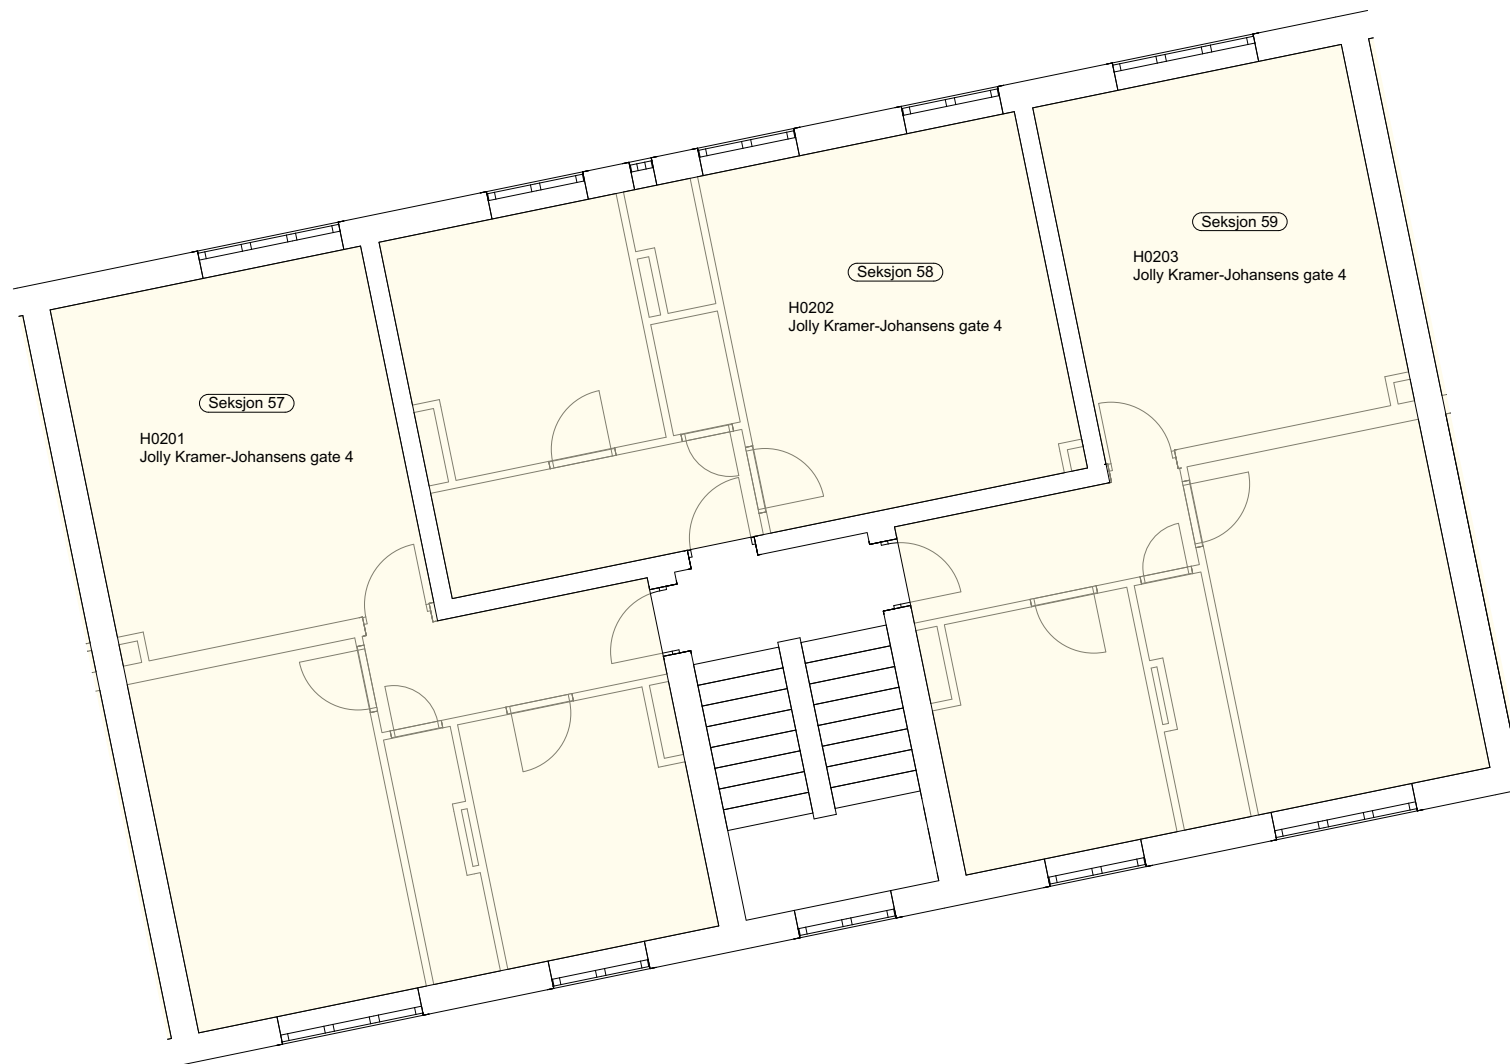 Seksjon 57
H0201
Jolly Kramer-Johansens gate 4
Seksjon 58
H0202
Jolly Kramer-Johansens gate 4
Seksjon 59
H0203
Jolly Kramer-Johansens gate 4